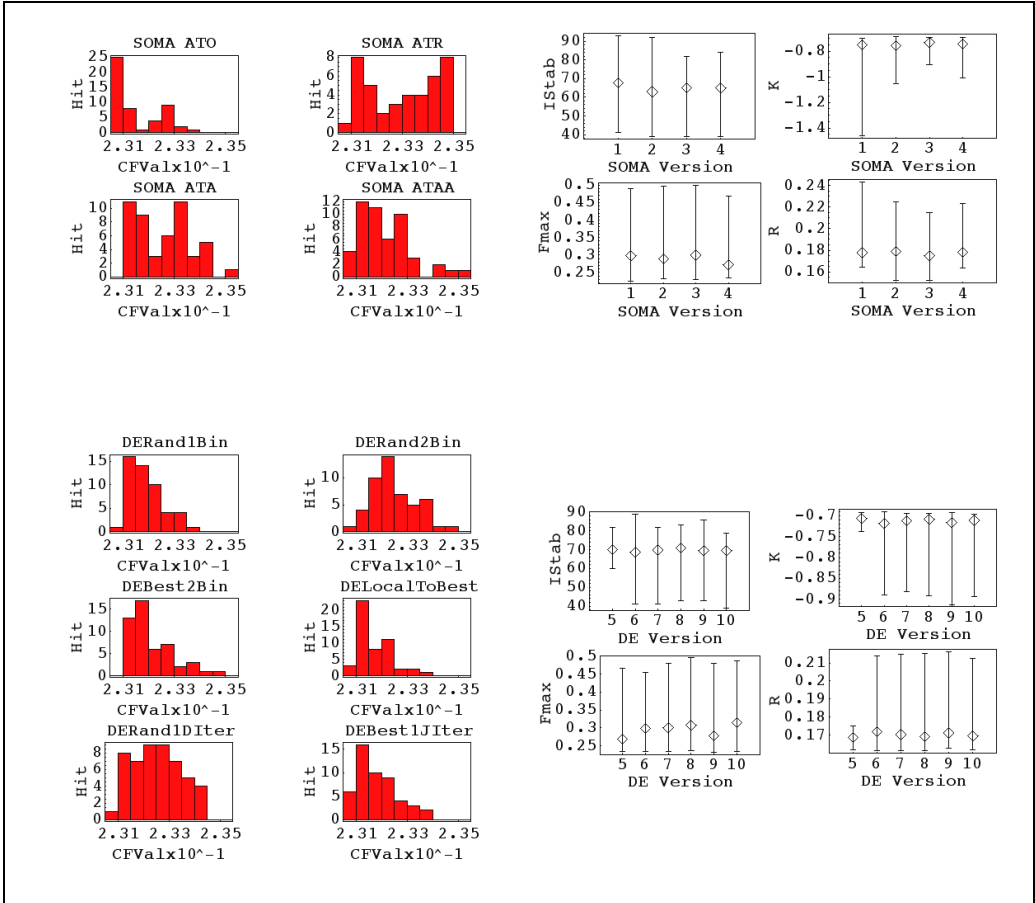 SOMA ATO
25
20
15
10
5
0
Hit
2.31 2.33 2.35
CFValx10^-1
SOMA ATR
8
6
4
2
0
Hit
2.31 2.33 2.35
CFValx10^-1
SOMA ATA
10
8
6
4
2
0
Hit
2.31 2.33 2.35
CFValx10^-1
SOMA ATAA
12
10
8
6
4
2
0
Hit
2.31 2.33 2.35
CFValx10^-1
90
80
70
60
50
40
IStab
1 2 3 4
SOMA Version
-0.8
-1
-1.2
-1.4
K
1 2 3 4
SOMA Version
0.5
0.45
0.4
0.35
0.3
0.25
Fmax
1 2 3 4
SOMA Version
0.24
0.22
0.2
0.18
0.16
R
1 2 3 4
SOMA Version
DERand1Bin
15
10
5
0
Hit
2.31 2.33 2.35
CFValx10^-1
DERand2Bin
10
5
0
Hit
2.31 2.33 2.35
CFValx10^-1
DEBest2Bin
15
10
5
0
Hit
2.31 2.33 2.35
CFValx10^-1
DELocalToBest
20
15
10
5
0
Hit
2.31 2.33 2.35
CFValx10^-1
DERand1DIter
8
6
4
2
0
Hit
2.31 2.33 2.35
CFValx10^-1
DEBest1JIter
15
10
5
0
Hit
2.31 2.33 2.35
CFValx10^-1
90
80
70
60
50
40
IStab
5 6 7 8 9 10
DE Version
-0.7
-0.75
-0.8
-0.85
-0.9
K
5 6 7 8 9 10
DE Version
0.5
0.45
0.4
0.35
0.3
0.25
Fmax
5 6 7 8 9 10
DE Version
0.21
0.2
0.19
0.18
0.17
R
5 6 7 8 9 10
DE Version